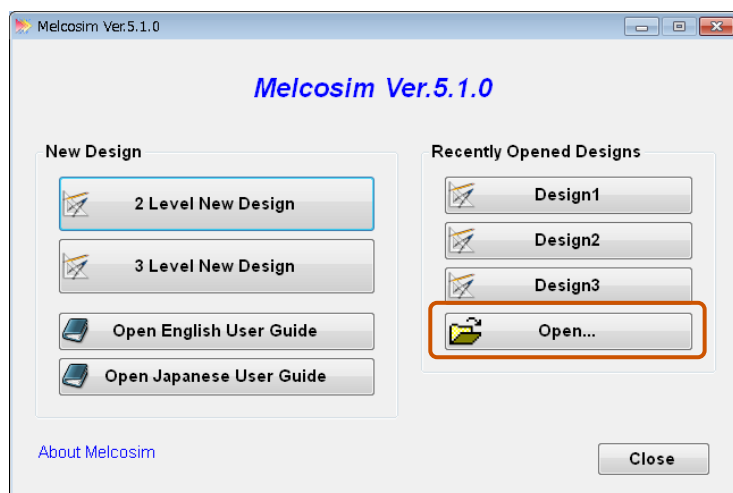 Melcosim Ver.5.1.0
Melcosim Ver.5.1.0
New Design
2 Level New Design
3 Level New Design
Open English User Guide
Open Japanese User Guide
Recently Opened Designs
Design1
Design2
Design3
Open...
About Melcosim
Close